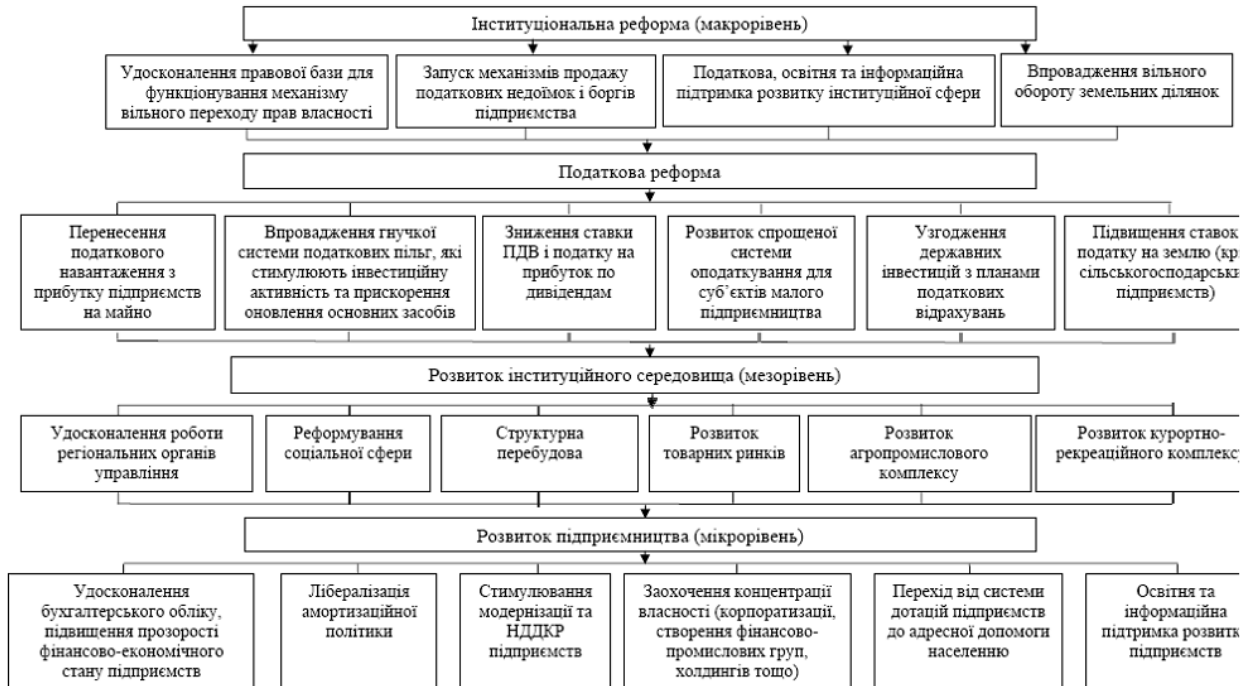 Інституціональна реформа (макрорівень)
Удосконалення правової бази для
функціонування механізму
вільного переходу прав власності
Запуск механізмів продажу
податкових недоїмок і боргів
підприємства
Податкова, освітня та інформаційна
підтримка розвитку інституційної сфери
Впровадження вільного
обороту земельних ділянок
Податкова реформа
Перенесення
податкового
навантаження з
прибутку підприємств
на майно
Впровадження гнучкої
системи податкових пільг, які
стимулюють інвестиційну
активність та прискорення
оновлення основних засобів
Зниження ставки
ПДВ і податку на
прибуток по
дивідендам
Розвиток спрощеної
системи
оподаткування для
суб’єктів малого
підприємництва
Узгодження
державних
інвестицій з планами
податкових
відрахувань
Підвищення ставок
податку на землю
сільськогосподарськи
підприємств)
Розвиток інституційного середовища (мезорівень)
Удосконалення роботи
регіональних органів
управління
Реформування
соціальної сфери
Структурна
перебудова
Розвиток
товарних ринків
Розвиток
агропромислового
комплексу
Розвиток курортно-
рекреаційного комплексу
Розвиток підприємництва (мікрорівень)
Удосконалення
бухгалтерського обліку,
підвищення прозорості
фінансово-економічного
стану підприємств
Лібералізація
амортизаційної
політики
Стимулювання
модернізації та
НДДКР
підприємств
Заохочення концентрації
власності (корпоратизації,
створення фінансово-
промислових груп,
холдингів тощо)
Перехід від системи
дотацій підприємств
до адресної допомоги
населенню
Освітня та
інформаційна
підтримка розвитк
підприємств